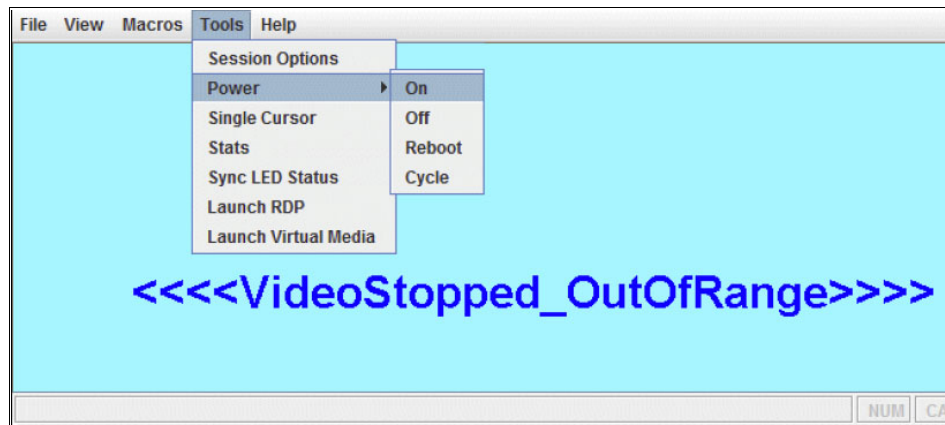 File View Macros Tools Help
Session Options
Power
On
Single Cursor
Off
Stats
Reboot
Sync LED Status
Cycle
Launch RDP
Launch Virtual Media
<<<<VideoStopped_OutOfRange>>>>
NUM CA